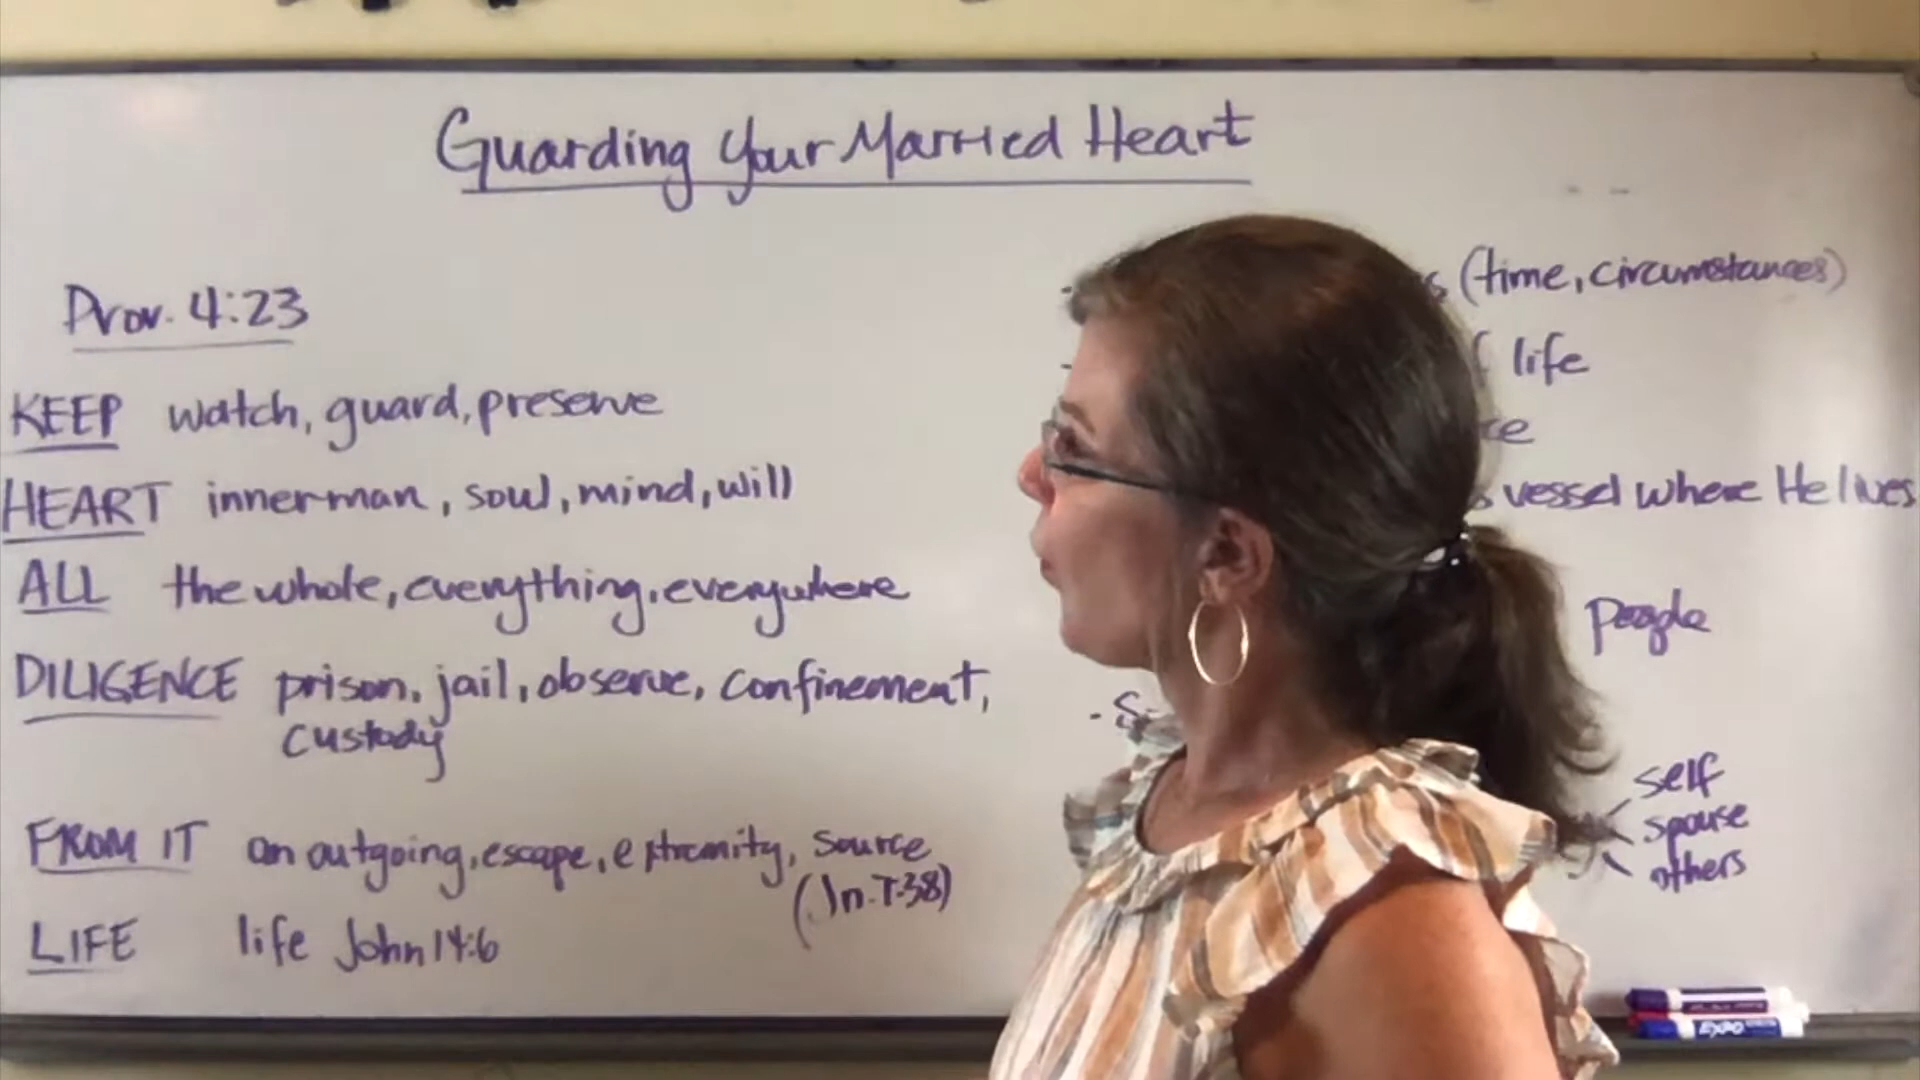 Guarding Your Married Heart
Prov. 4:23
KEEP watch, guard, preserve
HEART inner man, soul, mind, will
ALL the whole, everything, everywhere
DILIGENCE prison, jail, observe, confinement,
custody
FROM IT an outgoing, escape, extremity, source
(Jn. 7:38)
LIFE life John 14:6
(time, circumstances)
life
vessel where He lives
people
self
spouse
others
EXPO